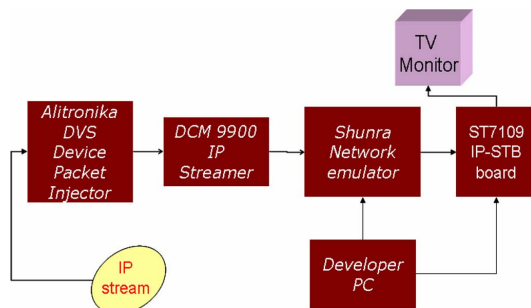 TV
Monitor
Alitronika
DVS
Device
Packet
Injector
DCM 9900
IP
Streamer
Shunra
Network
emulator
ST7109
IP-STB
board
IP
stream
Developer
PC